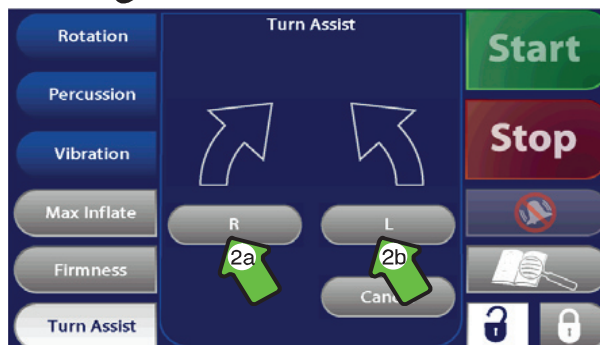 Rotation
Percussion
Vibration
Max Inflate
Firmness
Turn Assist
Turn Assist
R
L
2a
2b
Start
Stop